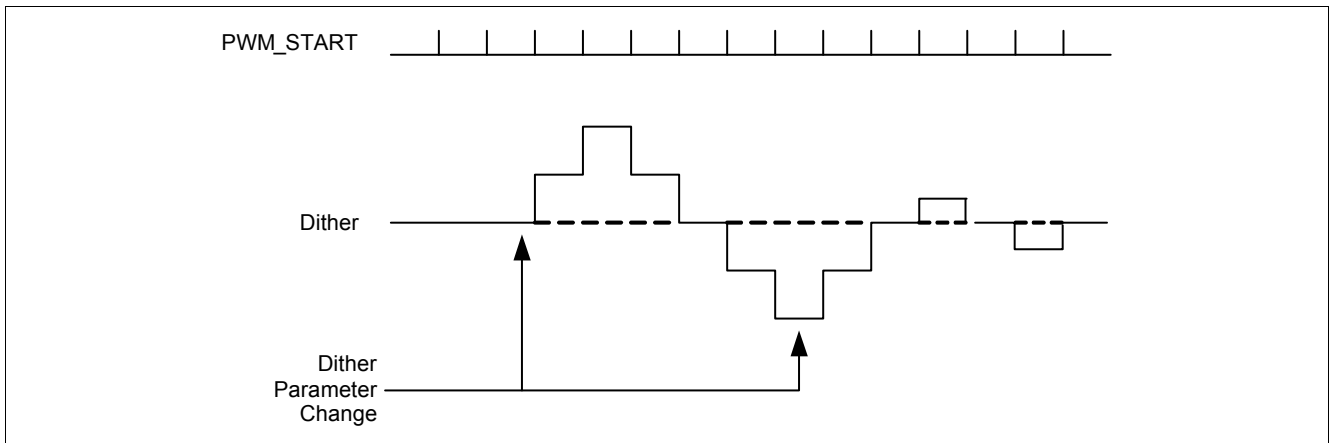 PWM_START
Dither
Dither
Parameter
Change